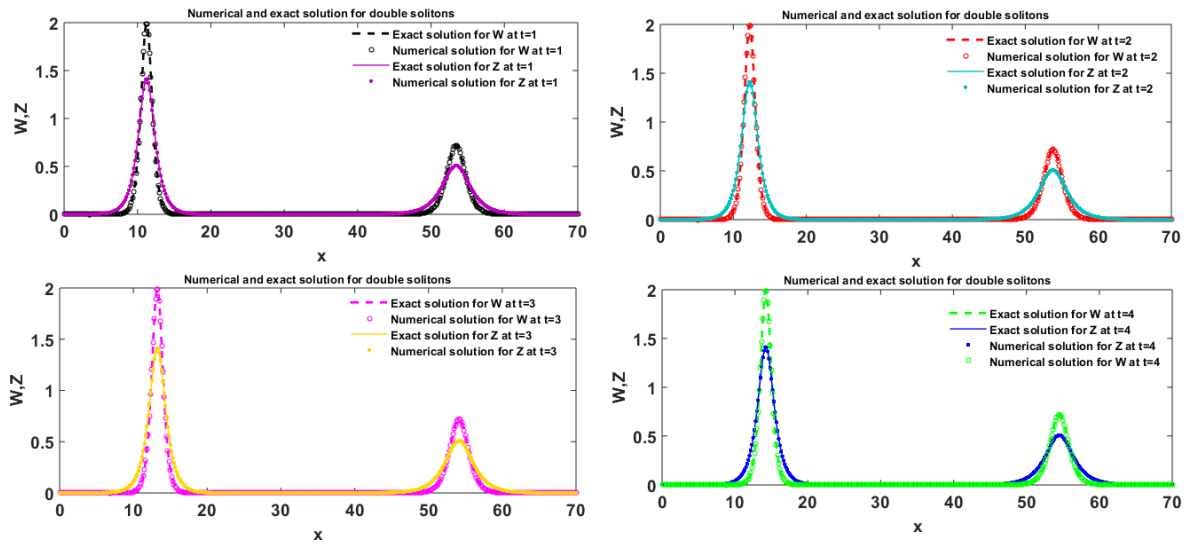 Numerical and exact solution for double solitons
Exact solution for W at t=1
Numerical solution for W at t=1
Exact solution for Z at t=1
Numerical solution for Z at t=1
2
1.5
1
0.5
0
W,Z
0 10 20 30 40 50 60 70
x
Numerical and exact solution for double solitons
Exact solution for W at t=2
Numerical solution for W at t=2
Exact solution for Z at t=2
Numerical solution for Z at t=2
2
1.5
1
0.5
0
W,Z
0 10 20 30 40 50 60 70
x
Numerical and exact solution for double solitons
Exact solution for W at t=3
Numerical solution for W at t=3
Exact solution for Z at t=3
Numerical solution for Z at t=3
2
1.5
1
0.5
0
W,Z
0 10 20 30 40 50 60 70
x
Numerical and exact solution for double solitons
Exact solution for W at t=4
Exact solution for Z at t=4
Numerical solution for Z at t=4
Numerical solution for W at t=4
2
1.5
1
0.5
0
W,Z
0 10 20 30 40 50 60 70
x